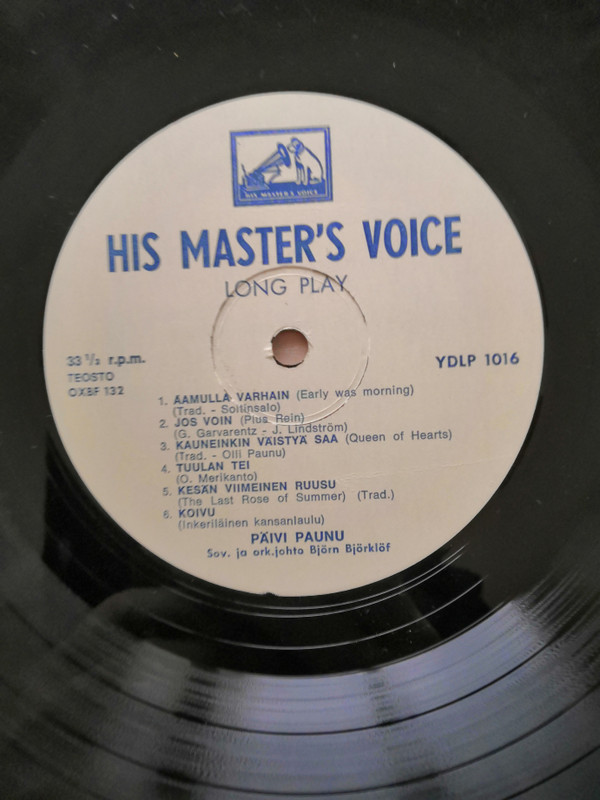 HIS MASTER'S VOICE
HIS MASTER'S VOICE
LONG PLAY
33 1/3 r.p.m.
YDLP 1016
TEOSTO
OXBF 132
1. AAMULLA VARHAIN (Early was morning)
(Trad. - Soitinsalo)
2. JOS VOIN (Plus Rein)
(G. Garvarentz - J. Lindström)
3. KAUNEINKIN VÄISTYÄ SAA (Queen of Hearts)
(Trad. - Olli Paunu)
4. TUULAN TEI
(O. Merikanto)
5. KESÄN VIIMEINEN RUUSU
(The Last Rose of Summer) (Trad.)
6. KOIVU
(Inkeriläinen kansanlaulu)
PÄIVI PAUNU
Sov. ja ork.johto Björn Björklöf